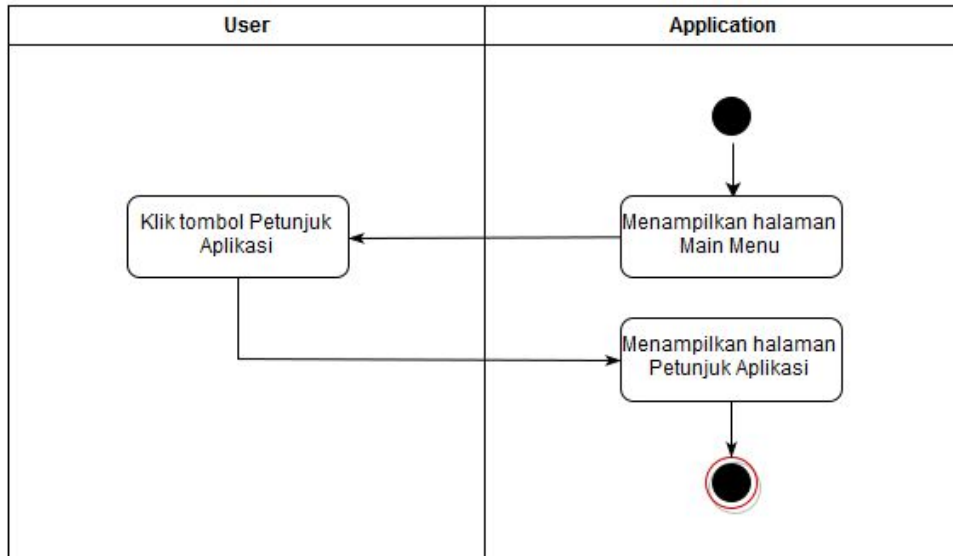 User
Application
Menampilkan halaman
Main Menu
Klik tombol Petunjuk
Aplikasi
Menampilkan halaman
Petunjuk Aplikasi